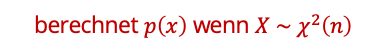 berechnet p(x) wenn X ~ χ²(n)